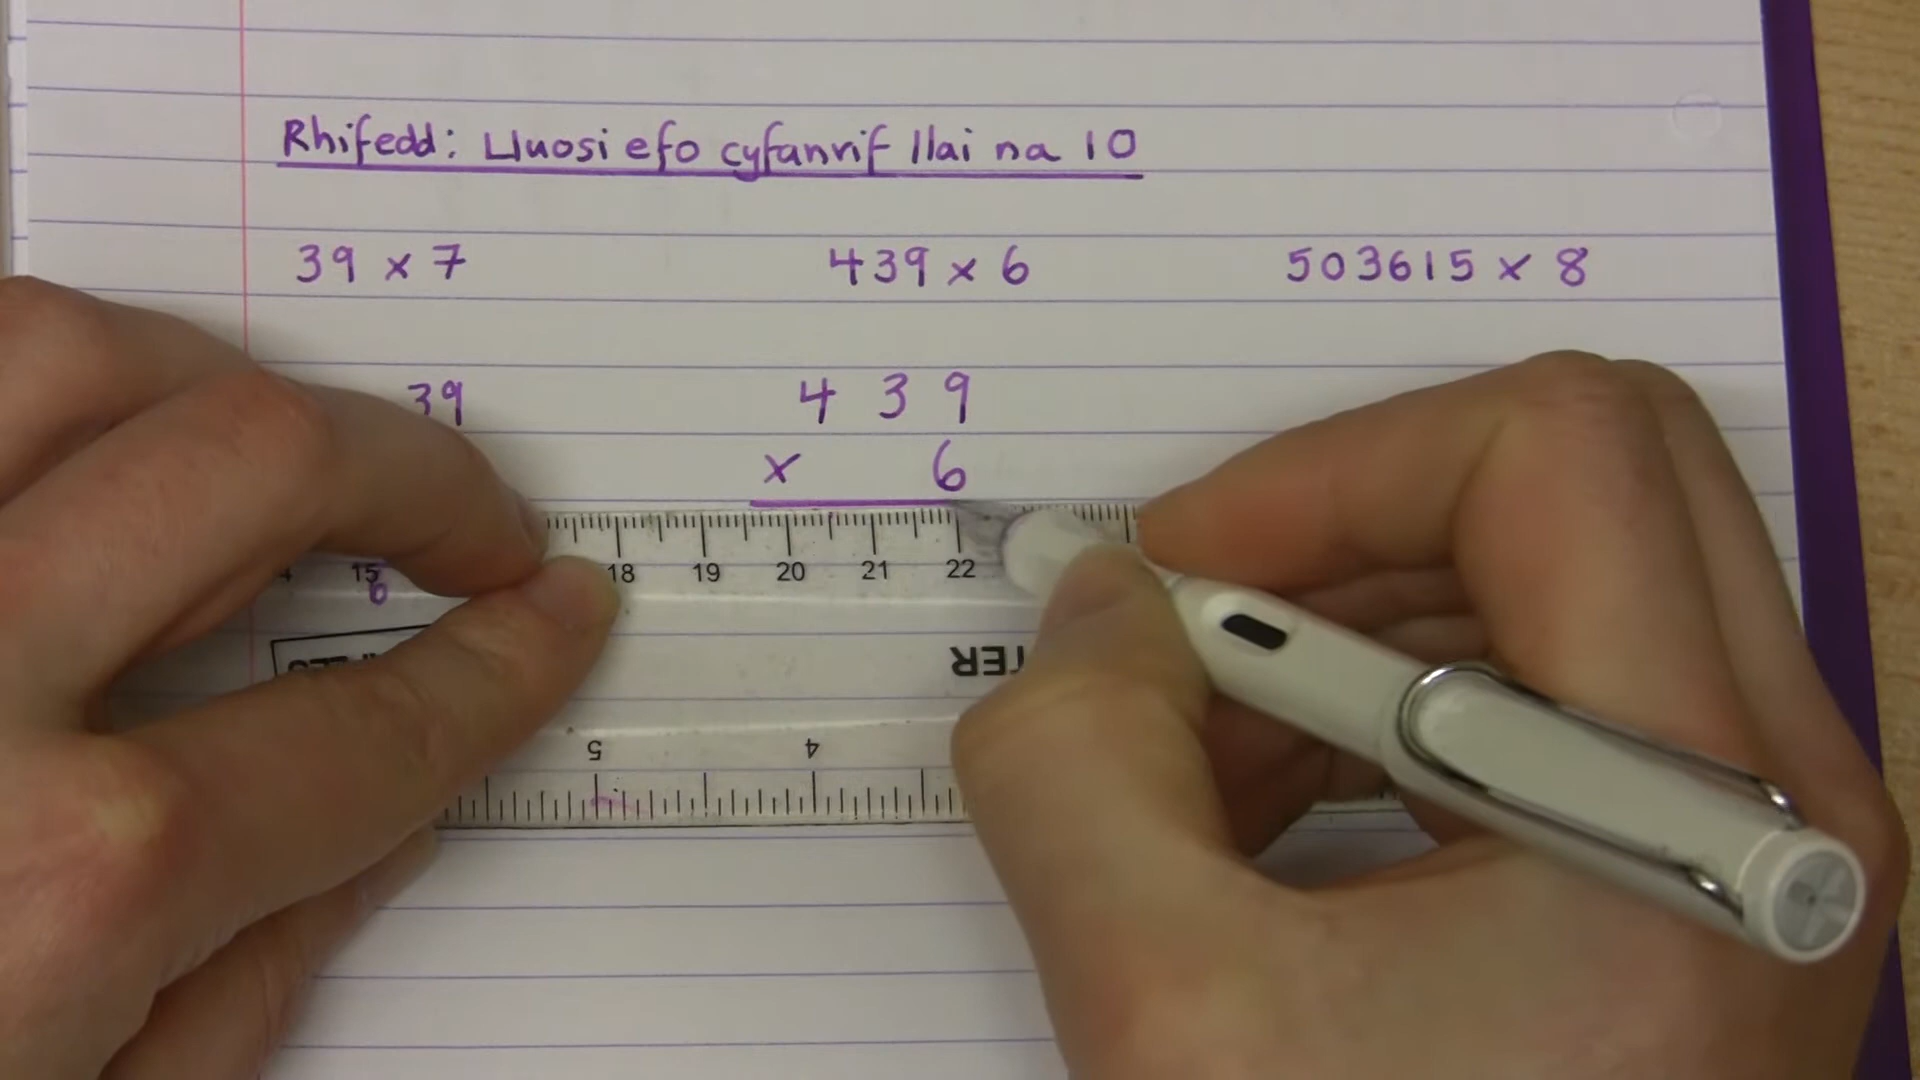 Rhifedd: Lluosi efo cyfanrif llai na 10
39 × 7 439 × 6 503615 × 8
39 4 3 9
× 6
15 18 19 20 21 22
5 4